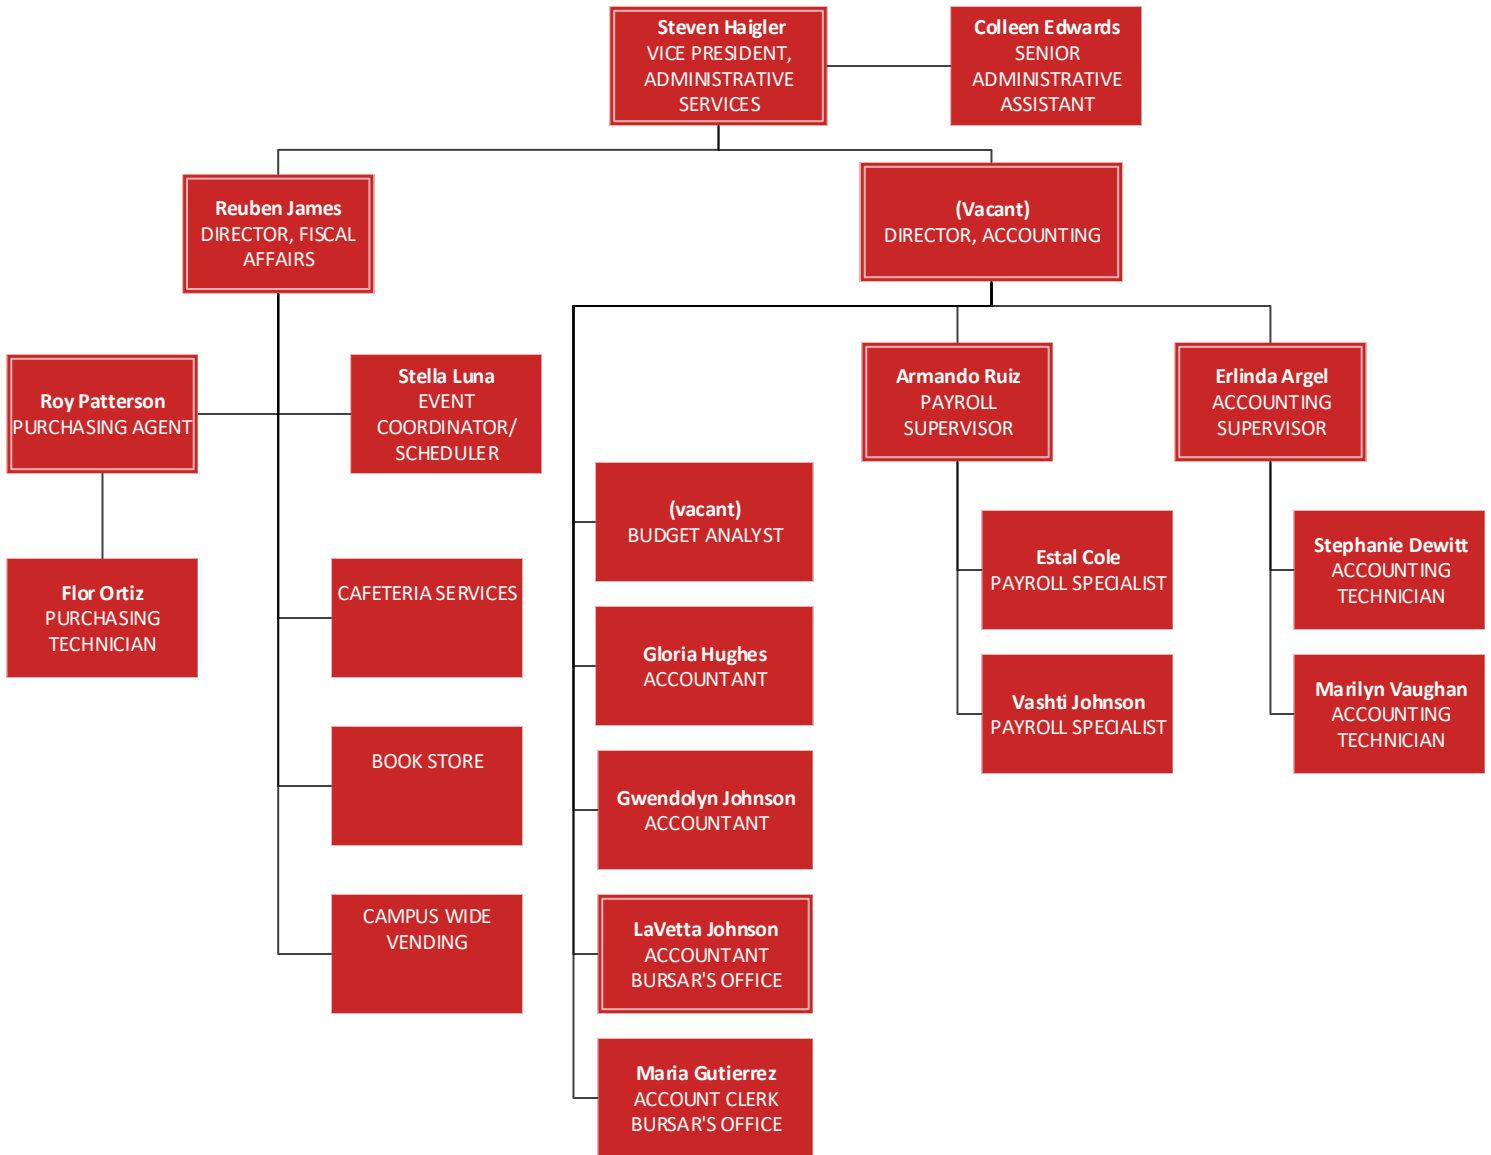 Steven Haigler
VICE PRESIDENT,
ADMINISTRATIVE
SERVICES
Colleen Edwards
SENIOR
ADMINISTRATIVE
ASSISTANT
Reuben James
DIRECTOR, FISCAL
AFFAIRS
(Vacant)
DIRECTOR, ACCOUNTING
Roy Patterson
PURCHASING AGENT
Stella Luna
EVENT
COORDINATOR/
SCHEDULER
Flor Ortiz
PURCHASING
TECHNICIAN
CAFETERIA SERVICES
BOOK STORE
CAMPUS WIDE
VENDING
(vacant)
BUDGET ANALYST
Gloria Hughes
ACCOUNTANT
Gwendolyn Johnson
ACCOUNTANT
LaVetta Johnson
ACCOUNTANT
BURSAR'S OFFICE
Maria Gutierrez
ACCOUNT CLERK
BURSAR'S OFFICE
Armando Ruiz
PAYROLL
SUPERVISOR
Estal Cole
PAYROLL SPECIALIST
Vashti Johnson
PAYROLL SPECIALIST
Erlinda Argel
ACCOUNTING
SUPERVISOR
Stephanie Dewitt
ACCOUNTING
TECHNICIAN
Marilyn Vaughan
ACCOUNTING
TECHNICIAN